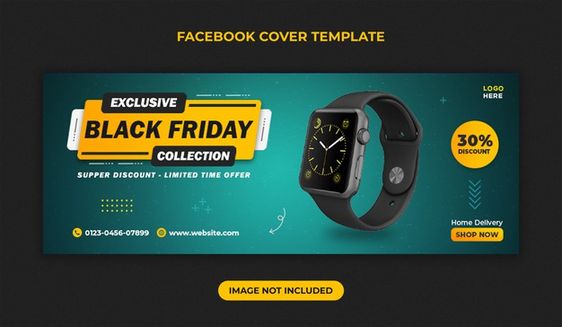 FACEBOOK COVER TEMPLATE
EXCLUSIVE
BLACK FRIDAY
COLLECTION
SUPPER DISCOUNT - LIMITED TIME OFFER
0123-0456-07899 www.website.com
LOGO
HERE
30%
DISCOUNT
Home Delivery
SHOP NOW
IMAGE NOT INCLUDED